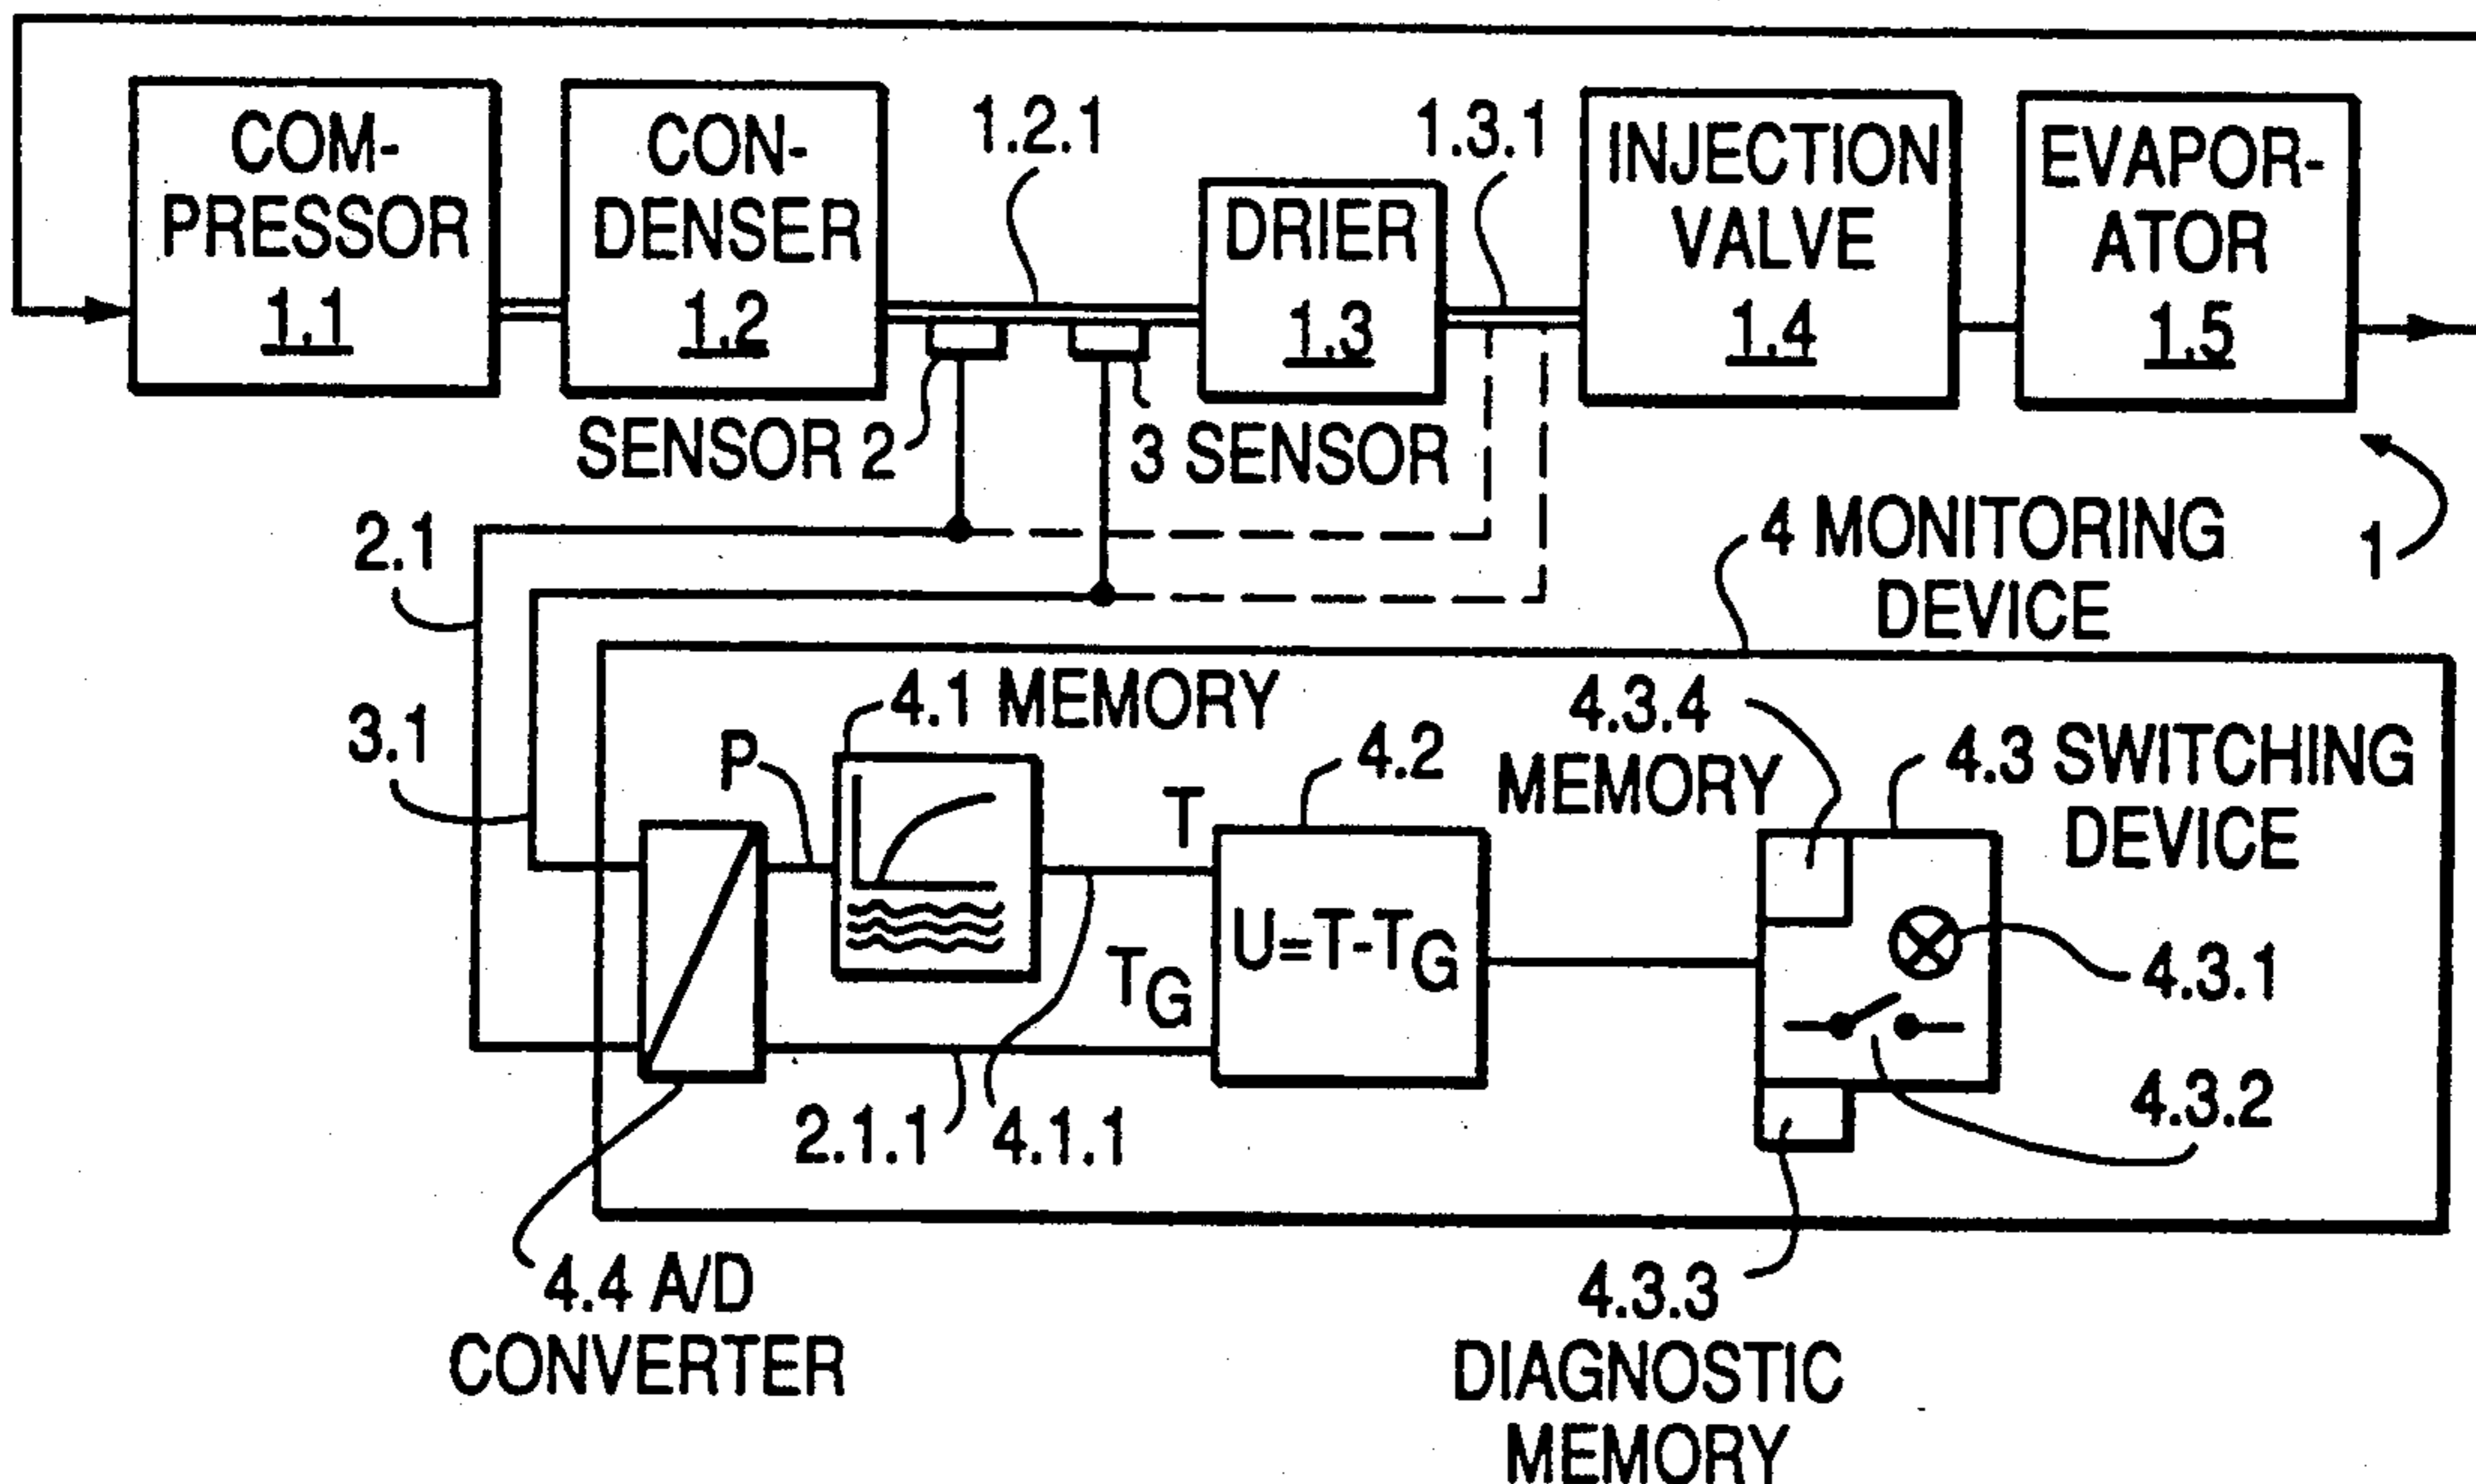 COM-
PRESSOR
1.1
CON-
DENSER
1.2
1.2.1
DRIER
1.3
1.3.1
INJECTION
VALVE
1.4
EVAPOR-
ATOR
1.5
SENSOR 2
3 SENSOR
1
2.1
3.1
4 MONITORING
DEVICE
4.1 MEMORY
P
T
TG
4.2
U=T-TG
4.3.4
MEMORY
4.3 SWITCHING
DEVICE
4.3.1
4.3.2
2.1.1
4.1.1
4.4 A/D
CONVERTER
4.3.3
DIAGNOSTIC
MEMORY